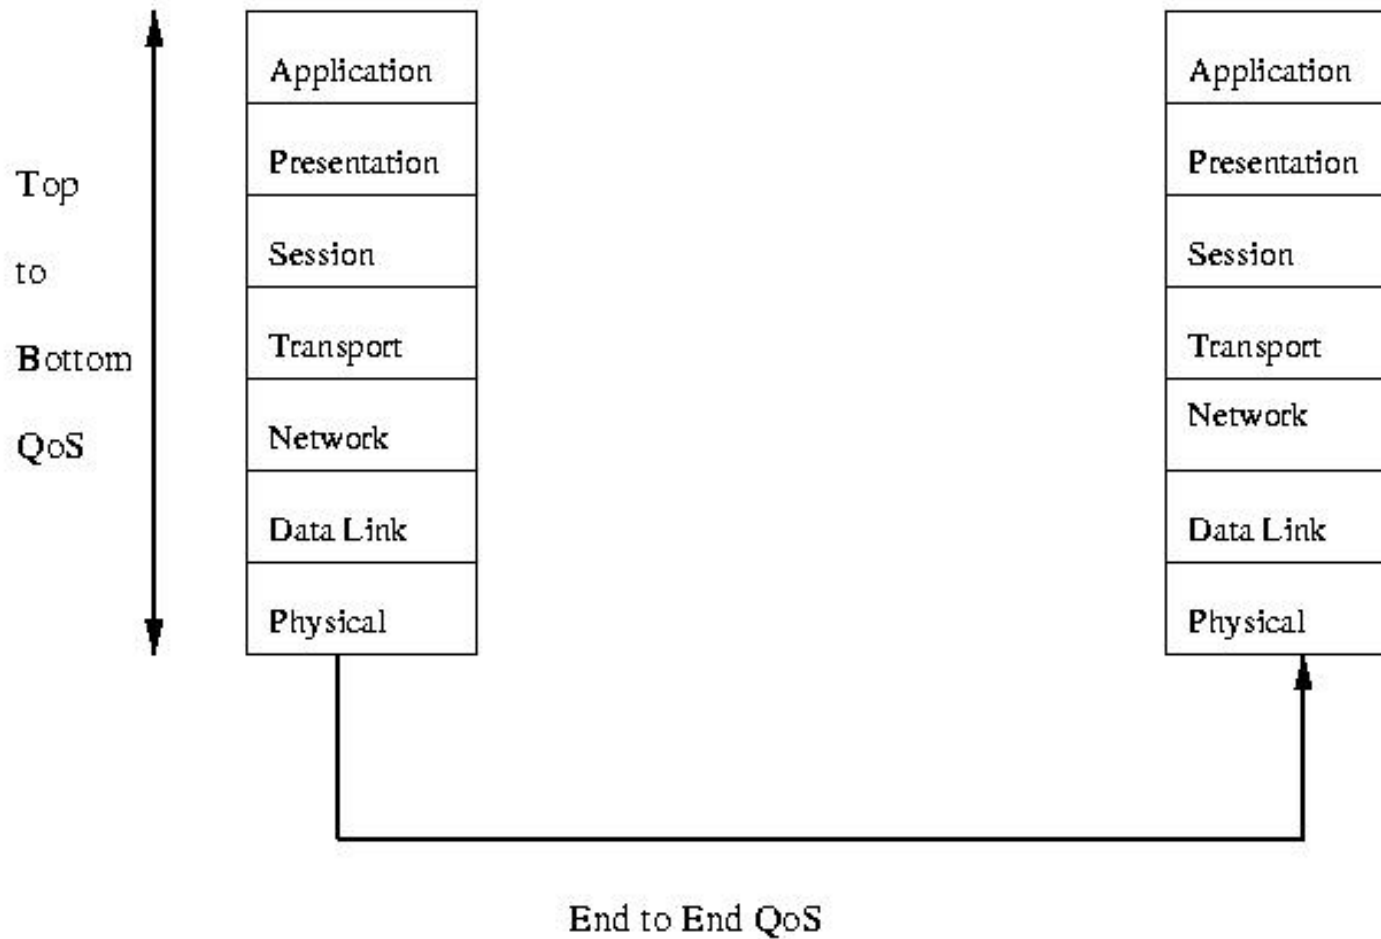 Top
to
Bottom
QoS
Application
Presentation
Session
Transport
Network
Data Link
Physical
Application
Presentation
Session
Transport
Network
Data Link
Physical
End to End QoS